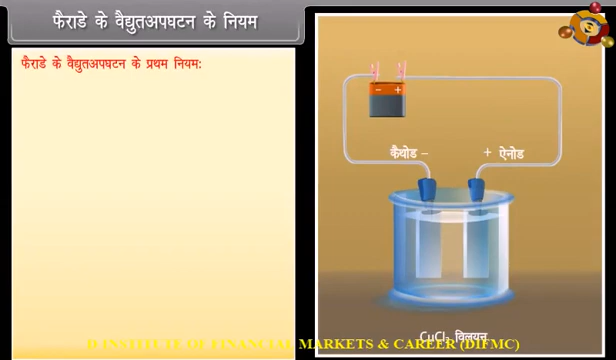 फैराडे के वैद्युतअपघटन के नियम
फैराडे के वैद्युतअपघटन के प्रथम नियम:
− +
कैथोड −
+ ऐनोड
CuCl₂ विलयन
D INSTITUTE OF FINANCIAL MARKETS & CAREER (DIFMC)